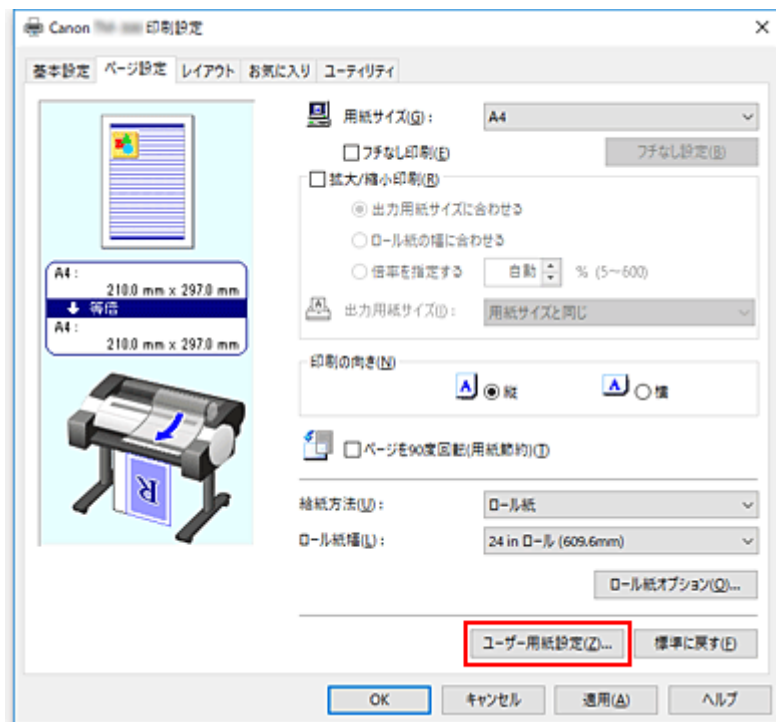 Canon 印刷設定
基本設定 ページ設定 レイアウト お気に入り ユーティリティ
用紙サイズ(G): A4
フチなし印刷(E) フチなし設定(B)
拡大/縮小印刷(R)
出力用紙サイズに合わせる
ロール紙の幅に合わせる
倍率を指定する 自動 % (5～600)
出力用紙サイズ(I): 用紙サイズと同じ
A4:
210.0 mm x 297.0 mm
等倍
A4:
210.0 mm x 297.0 mm
印刷の向き(N)
A 縦 A 横
ページを90度回転(用紙節約)(T)
R
給紙方法(U): ロール紙
ロール紙幅(L): 24 in ロール (609.6mm)
ロール紙オプション(O)...
ユーザー用紙設定(Z)... 標準に戻す(F)
OK キャンセル 適用(A) ヘルプ